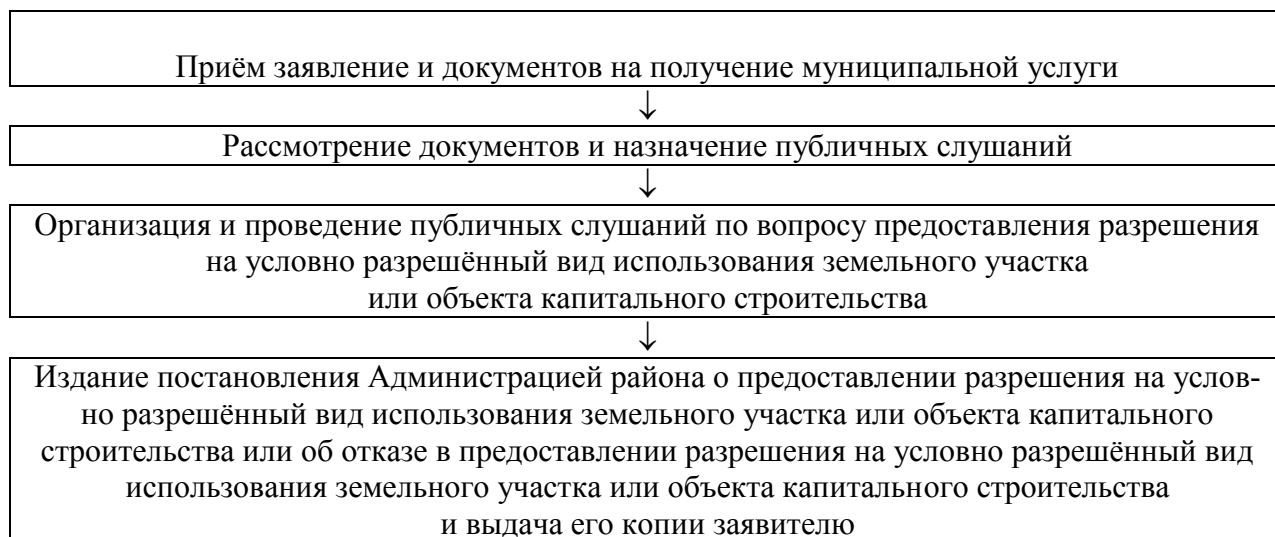 Приём заявление и документов на получение муниципальной услуги
↓
Рассмотрение документов и назначение публичных слушаний
↓
Организация и проведение публичных слушаний по вопросу предоставления разрешения
на условно разрешённый вид использования земельного участка
или объекта капитального строительства
↓
Издание постановления Администрацией района о предоставлении разрешения на услов-
но разрешённый вид использования земельного участка или объекта капитального
строительства или об отказе в предоставлении разрешения на условно разрешённый вид
использования земельного участка или объекта капитального строительства
и выдача его копии заявителю